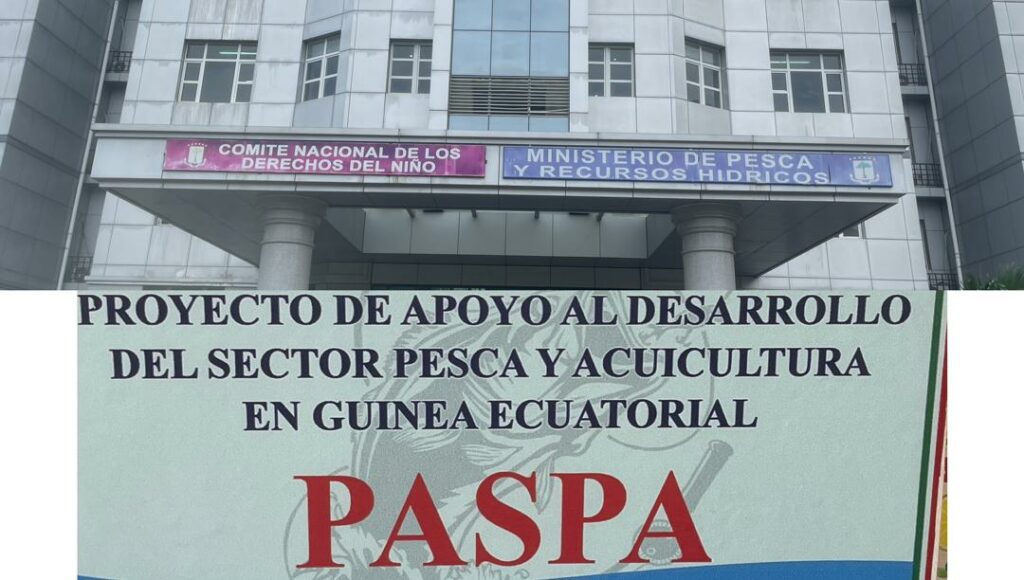 COMITE NACIONAL DE LOS
DERECHOS DEL NIÑO
MINISTERIO DE PESCA
Y RECURSOS HIDRICOS
PROYECTO DE APOYO AL DESARROLLO
DEL SECTOR PESCA Y ACUICULTURA
EN GUINEA ECUATORIAL
PASPA